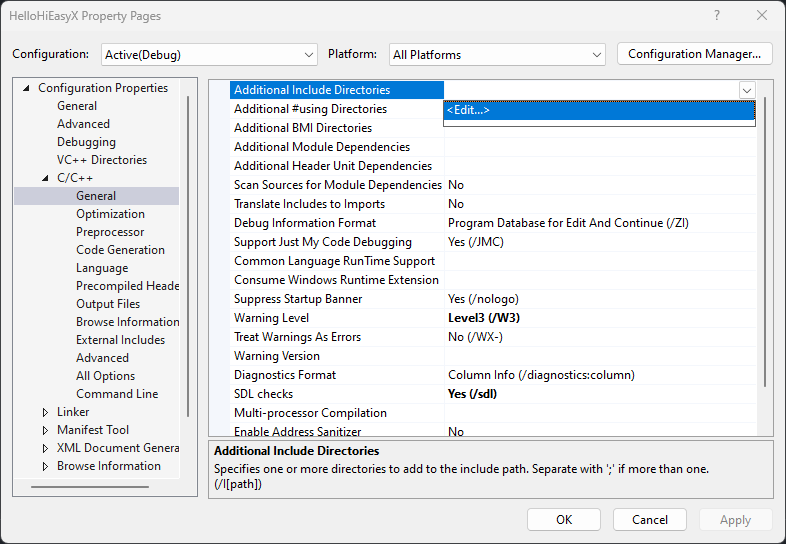 HelloHiEasyX Property Pages
Configuration: Active(Debug) Platform: All Platforms Configuration Manager...
Configuration Properties
General
Advanced
Debugging
VC++ Directories
C/C++
General
Optimization
Preprocessor
Code Generation
Language
Precompiled Heade
Output Files
Browse Information
External Includes
Advanced
All Options
Command Line
Linker
Manifest Tool
XML Document Genera
Browse Information
Additional Include Directories
<Edit...>
Additional #using Directories
Additional BMI Directories
Additional Module Dependencies
Additional Header Unit Dependencies
Scan Sources for Module Dependencies No
Translate Includes to Imports No
Debug Information Format Program Database for Edit And Continue (/ZI)
Support Just My Code Debugging Yes (/JMC)
Common Language RunTime Support
Consume Windows Runtime Extension
Suppress Startup Banner Yes (/nologo)
Warning Level Level3 (/W3)
Treat Warnings As Errors No (/WX-)
Warning Version
Diagnostics Format Column Info (/diagnostics:column)
SDL checks Yes (/sdl)
Multi-processor Compilation
Enable Address Sanitizer No
Additional Include Directories
Specifies one or more directories to add to the include path. Separate with ';' if more than one.
(/I[path])
OK Cancel Apply